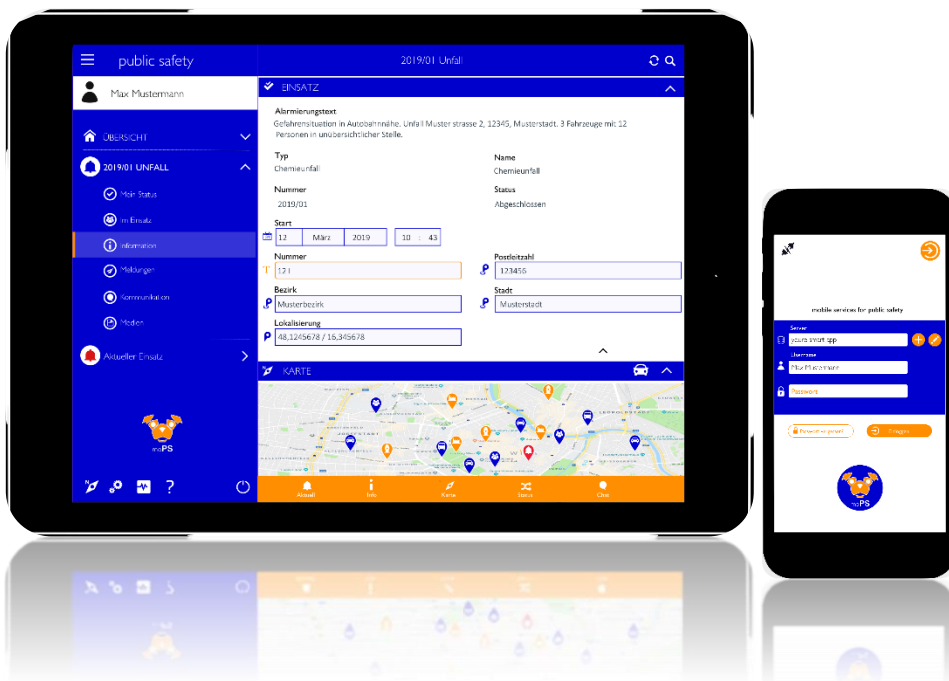 public safety
2019/01 Unfall
Max Mustermann
EINSATZ
Alarmierungstext
Gefahrensituation in Autobahnnähe. Unfall Muster strasse 2, 12345, Musterstadt. 3 Fahrzeuge mit 12
Personen in unübersichtlicher Stelle.
ÜBERSICHT
2019/01 UNFALL
Mein Status
Im Einsatz
Information
Meldungen
Kommunikation
Medien
Aktueller Einsatz
moPS
?
Typ
Name
Chemieunfall
Chemieunfall
Nummer
Status
2019/01
Abgeschlossen
Start
12 März 2019 10 : 43
Nummer
Postleitzahl
T 12 l
123456
Bezirk
Stadt
Musterbezirk
Musterstadt
Lokalisierung
48,1245678 / 16,345678
KARTE
Aktuell
Info
Karte
Status
Chat
mobile services for public safety
Server
Username
Max Mustermann
Password
moPS